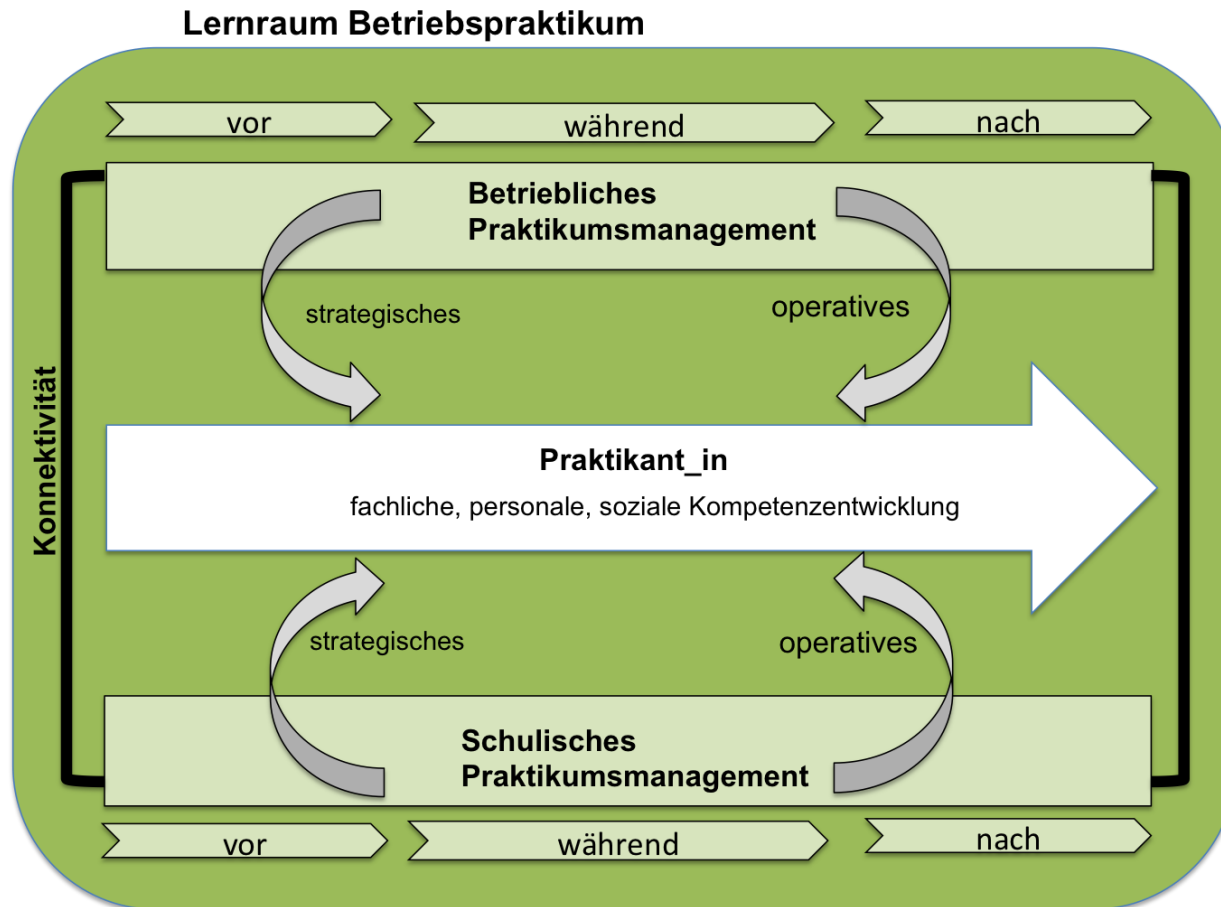 Lernraum Betriebspraktikum
vor
während
nach
Betriebliches
Praktikumsmanagement
strategisches
operatives
Konnektivität
Praktikant_in
fachliche, personale, soziale Kompetenzentwicklung
strategisches
operatives
Schulisches
Praktikumsmanagement
vor
während
nach